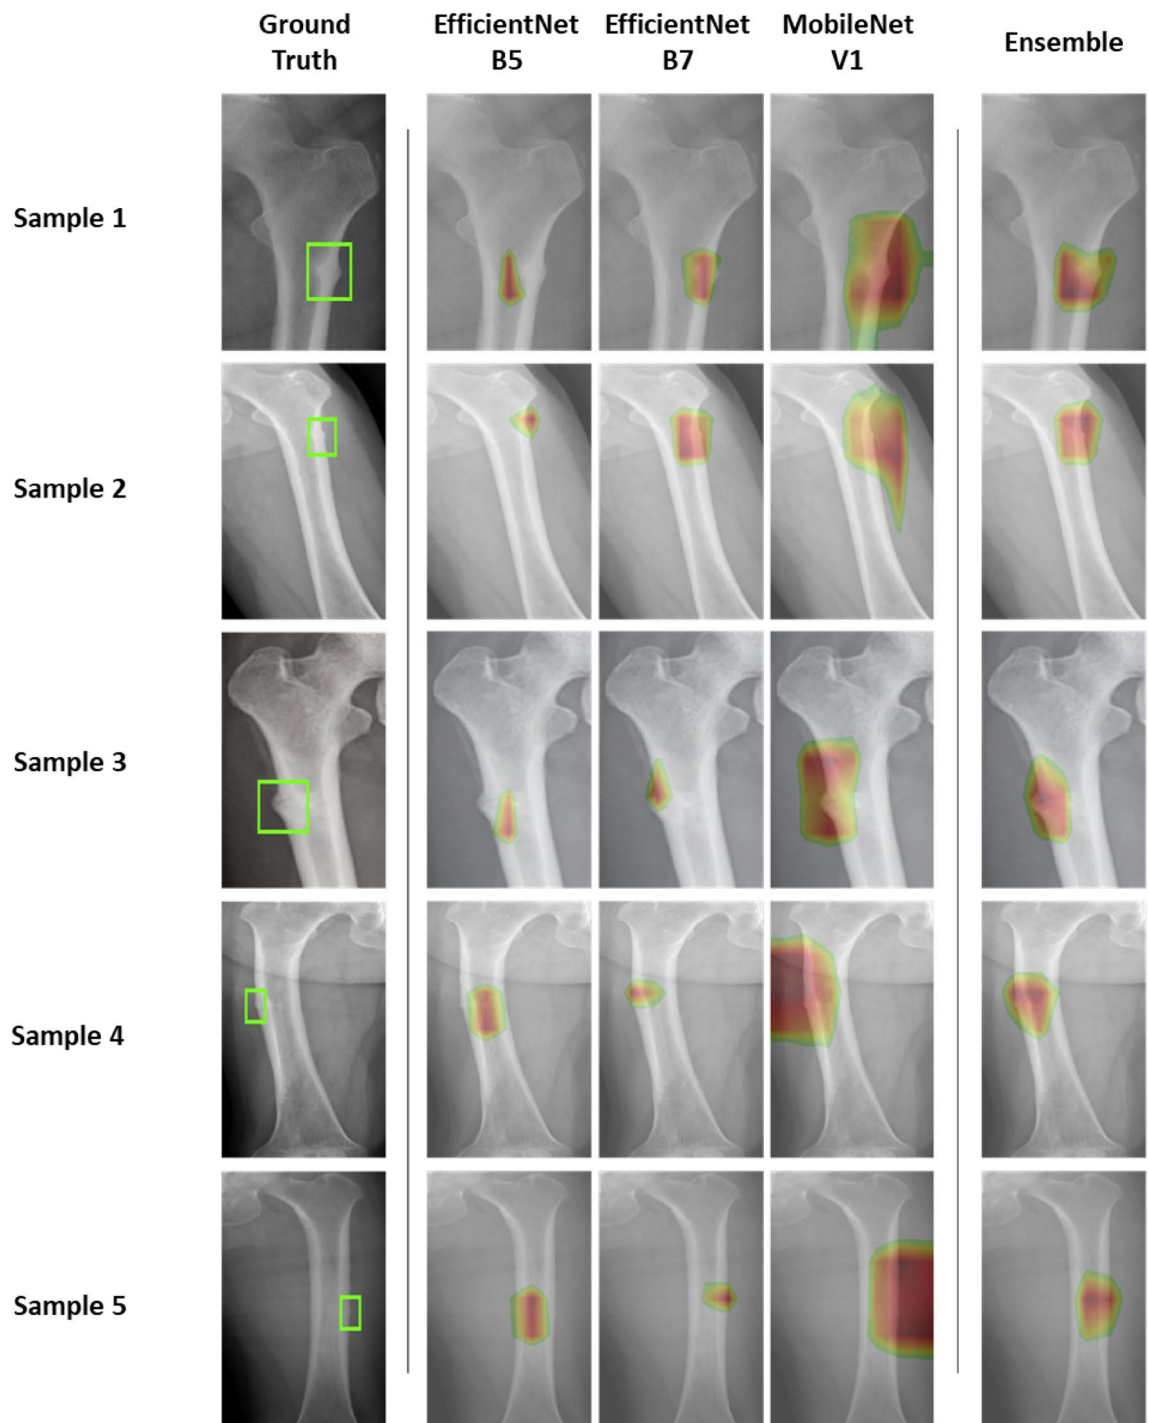 Ground
Truth
EfficientNet
B5
EfficientNet
B7
MobileNet
V1
Ensemble
Sample 1
Sample 2
Sample 3
Sample 4
Sample 5